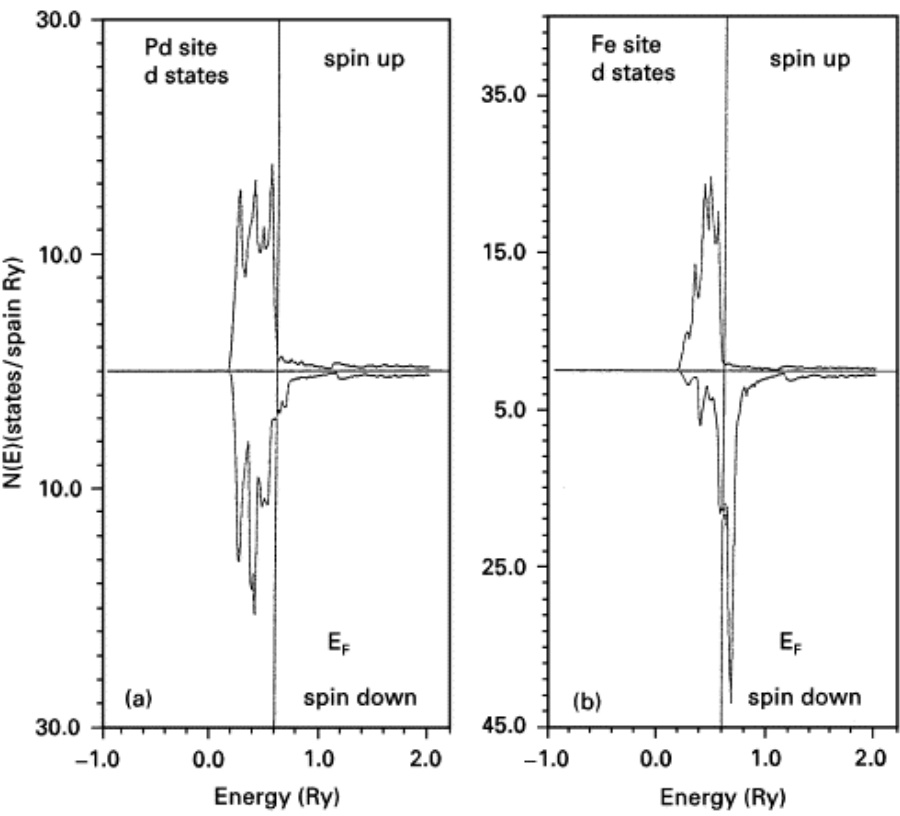 30.0
Pd site
d states
spin up
10.0
N(E)(states/spain Ry)
10.0
E_F
(a)
spin down
30.0
−1.0 0.0 1.0 2.0
Energy (Ry)
Fe site
d states
spin up
35.0
15.0
5.0
25.0
E_F
(b)
spin down
45.0
−1.0 0.0 1.0 2.0
Energy (Ry)